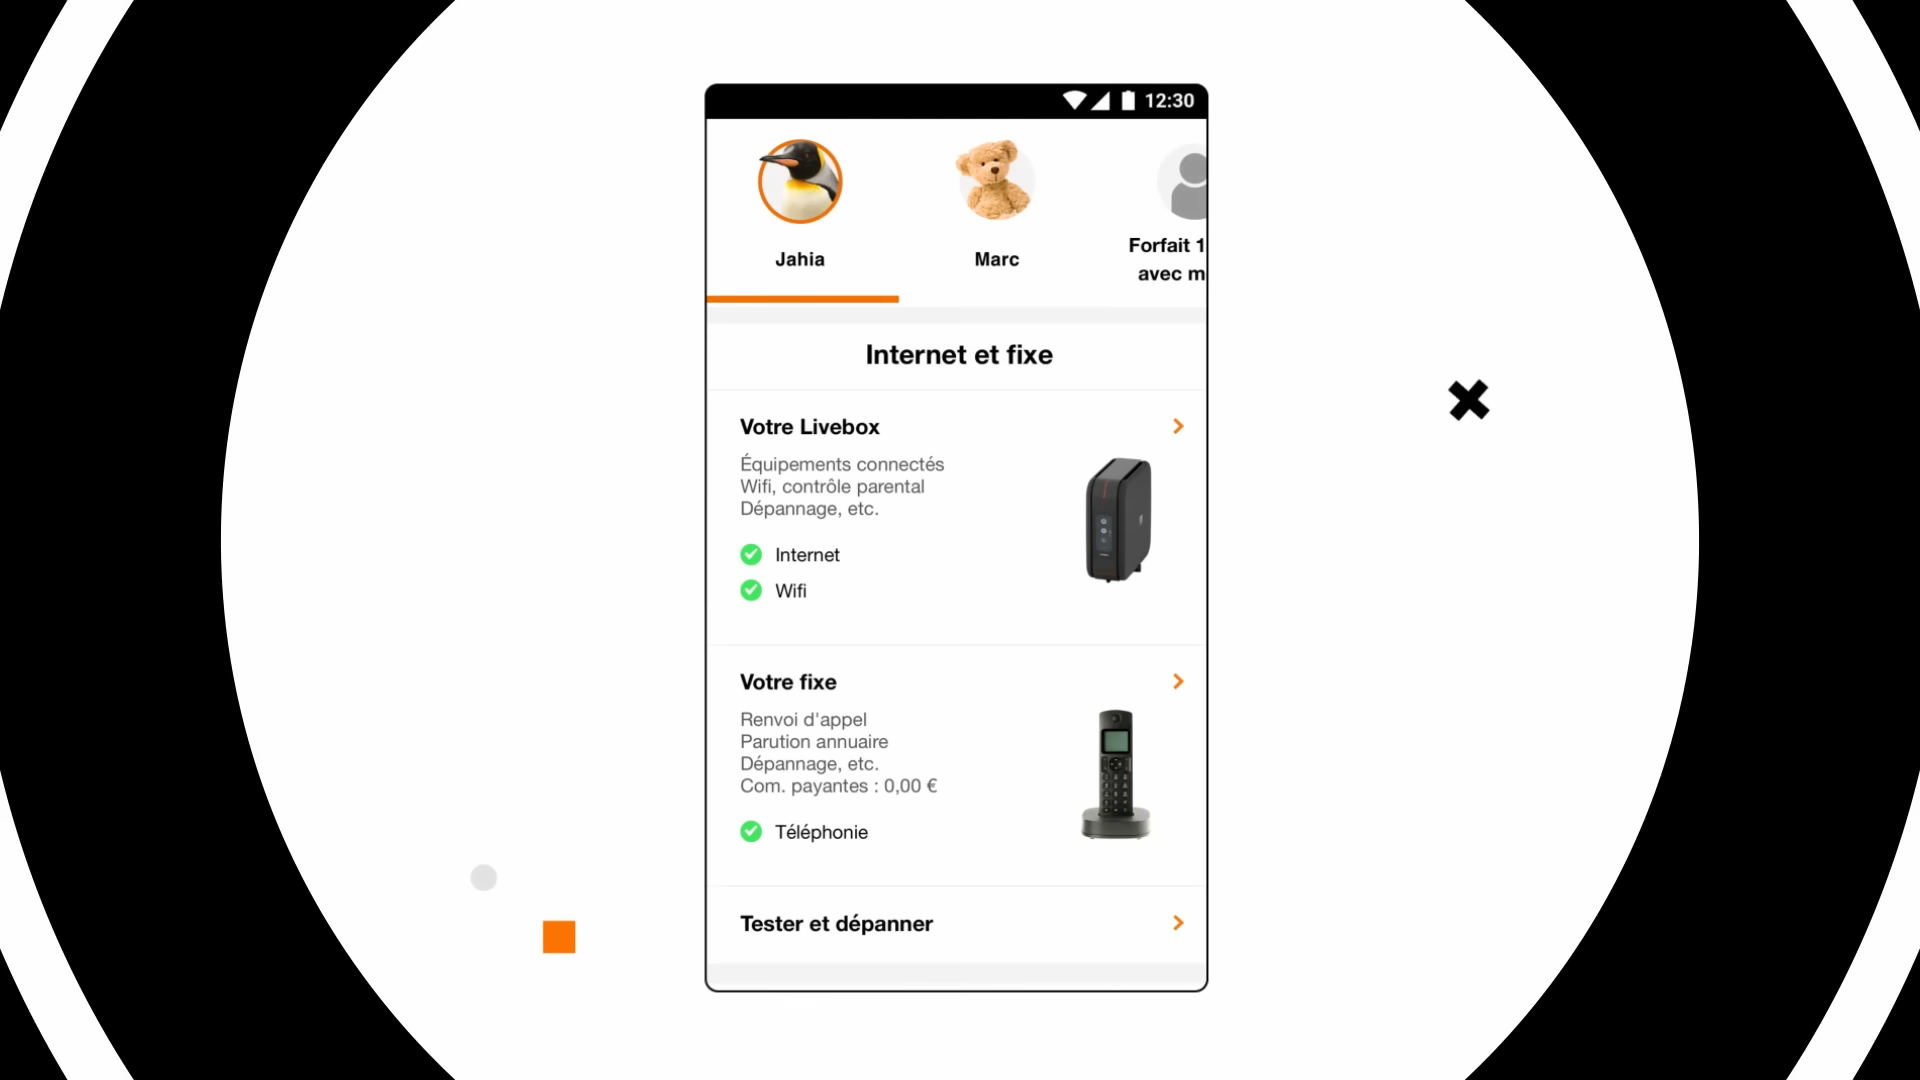 12:30
Jahia
Marc
Forfait 1
avec m
Internet et fixe
Votre Livebox
Équipements connectés
Wifi, contrôle parental
Dépannage, etc.
Internet
Wifi
Votre fixe
Renvoi d'appel
Parution annuaire
Dépannage, etc.
Com. payantes : 0,00 €
Téléphonie
Tester et dépanner